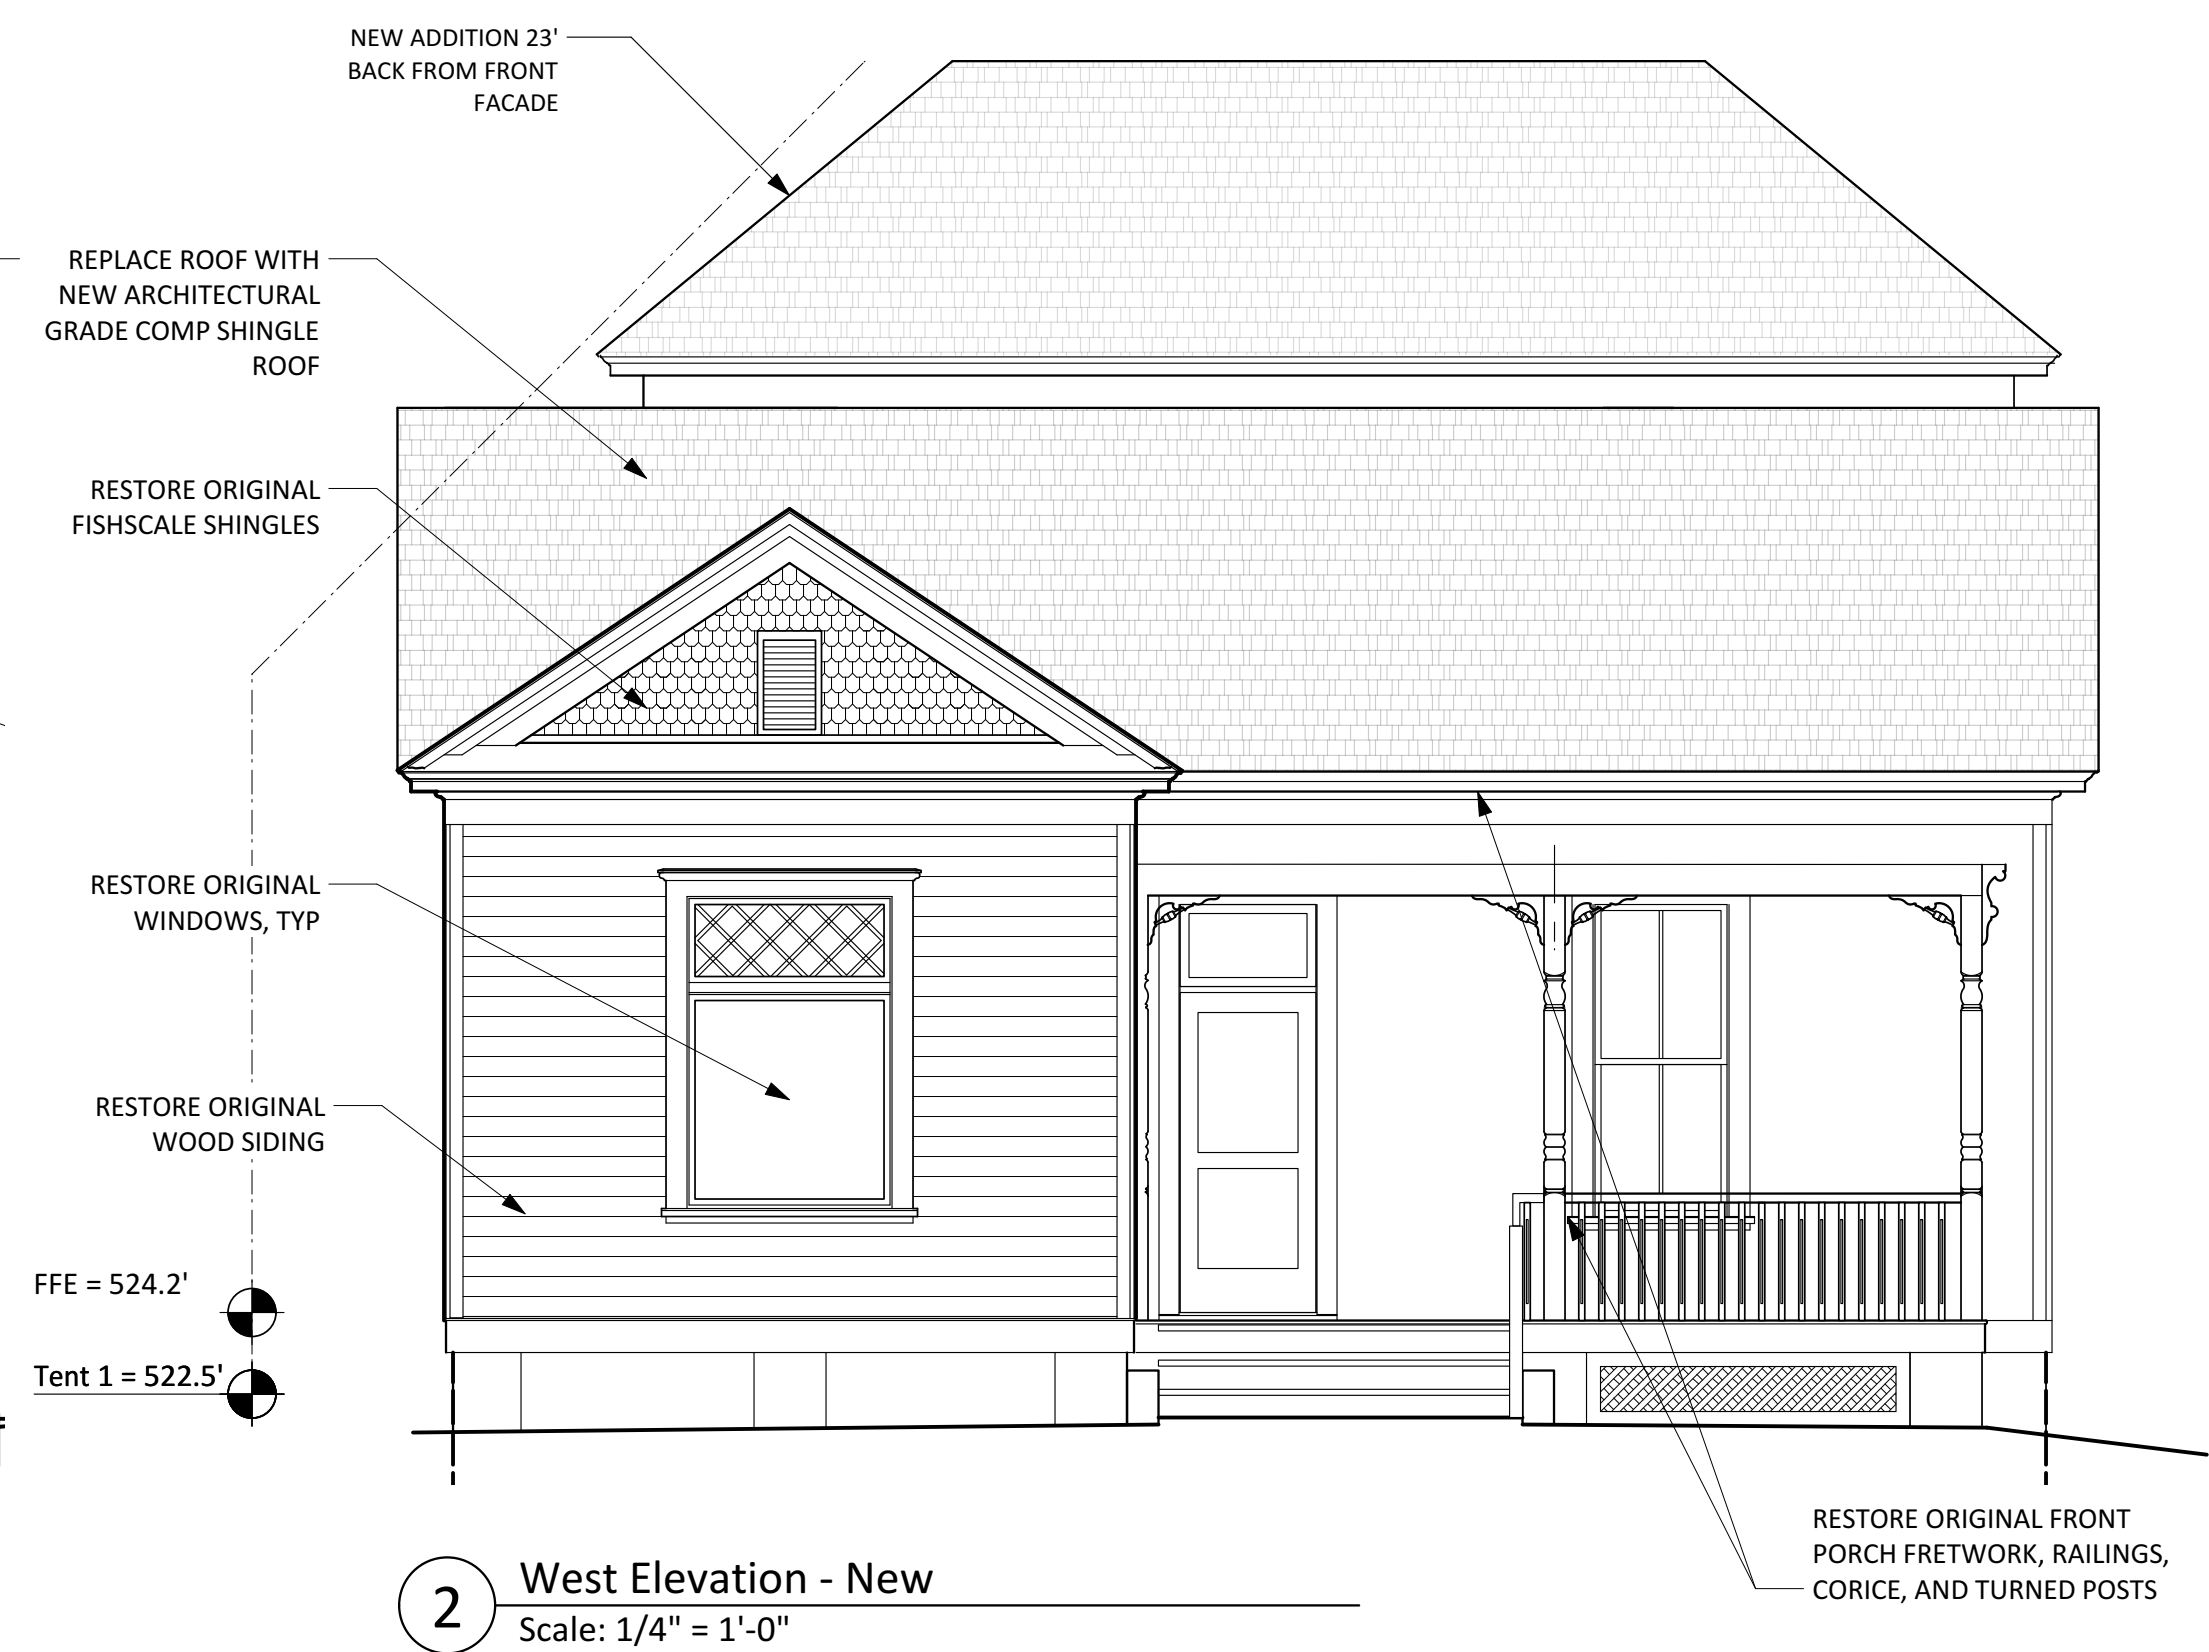 NEW ADDITION 23'
BACK FROM FRONT
FACADE
REPLACE ROOF WITH
NEW ARCHITECTURAL
GRADE COMP SHINGLE
ROOF
RESTORE ORIGINAL
FISHSCALE SHINGLES
RESTORE ORIGINAL
WINDOWS, TYP
RESTORE ORIGINAL
WOOD SIDING
FFE = 524.2'
Tent 1 = 522.5'
RESTORE ORIGINAL FRONT
PORCH FRETWORK, RAILINGS,
CORICE, AND TURNED POSTS
2
West Elevation - New
Scale: 1/4" = 1'-0"